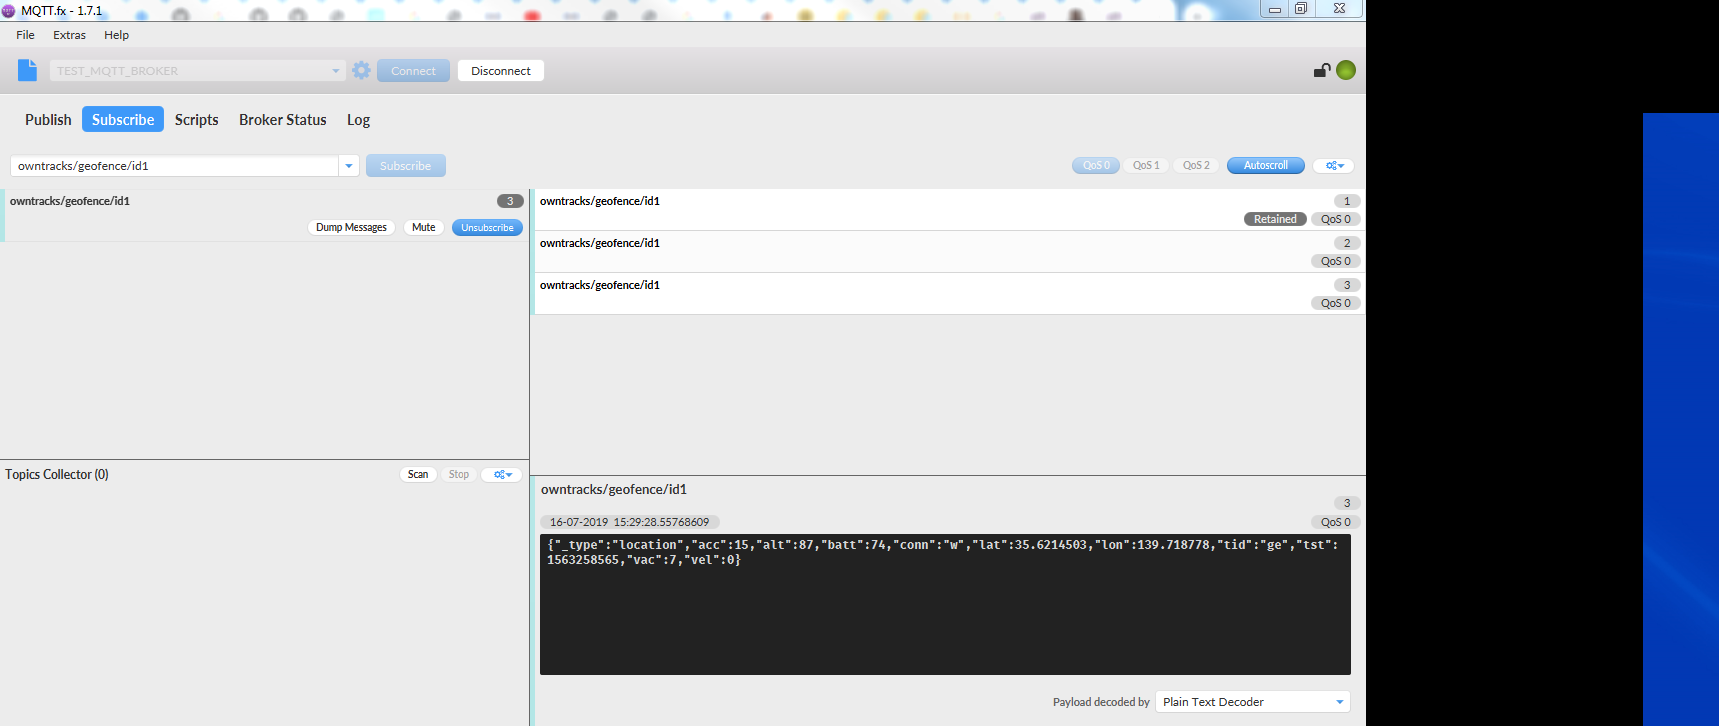 MQTT.fx - 1.7.1
File Extras Help
TEST_MQTT_BROKER Connect Disconnect
Publish Subscribe Scripts Broker Status Log
owntracks/geofence/id1 Subscribe QoS 0 QoS 1 QoS 2 Autoscroll
owntracks/geofence/id1 3
Dump Messages Mute Unsubscribe
owntracks/geofence/id1 1
Retained QoS 0
owntracks/geofence/id1 2
QoS 0
owntracks/geofence/id1 3
QoS 0
Topics Collector (0) Scan Stop
owntracks/geofence/id1
3
16-07-2019 15:29:28.55768609 QoS 0
{"_type":"location","acc":15,"alt":87,"batt":74,"conn":"w","lat":35.6214503,"lon":139.718778,"tid":"ge","tst":
1563258565,"vac":7,"vel":0}
Payload decoded by Plain Text Decoder